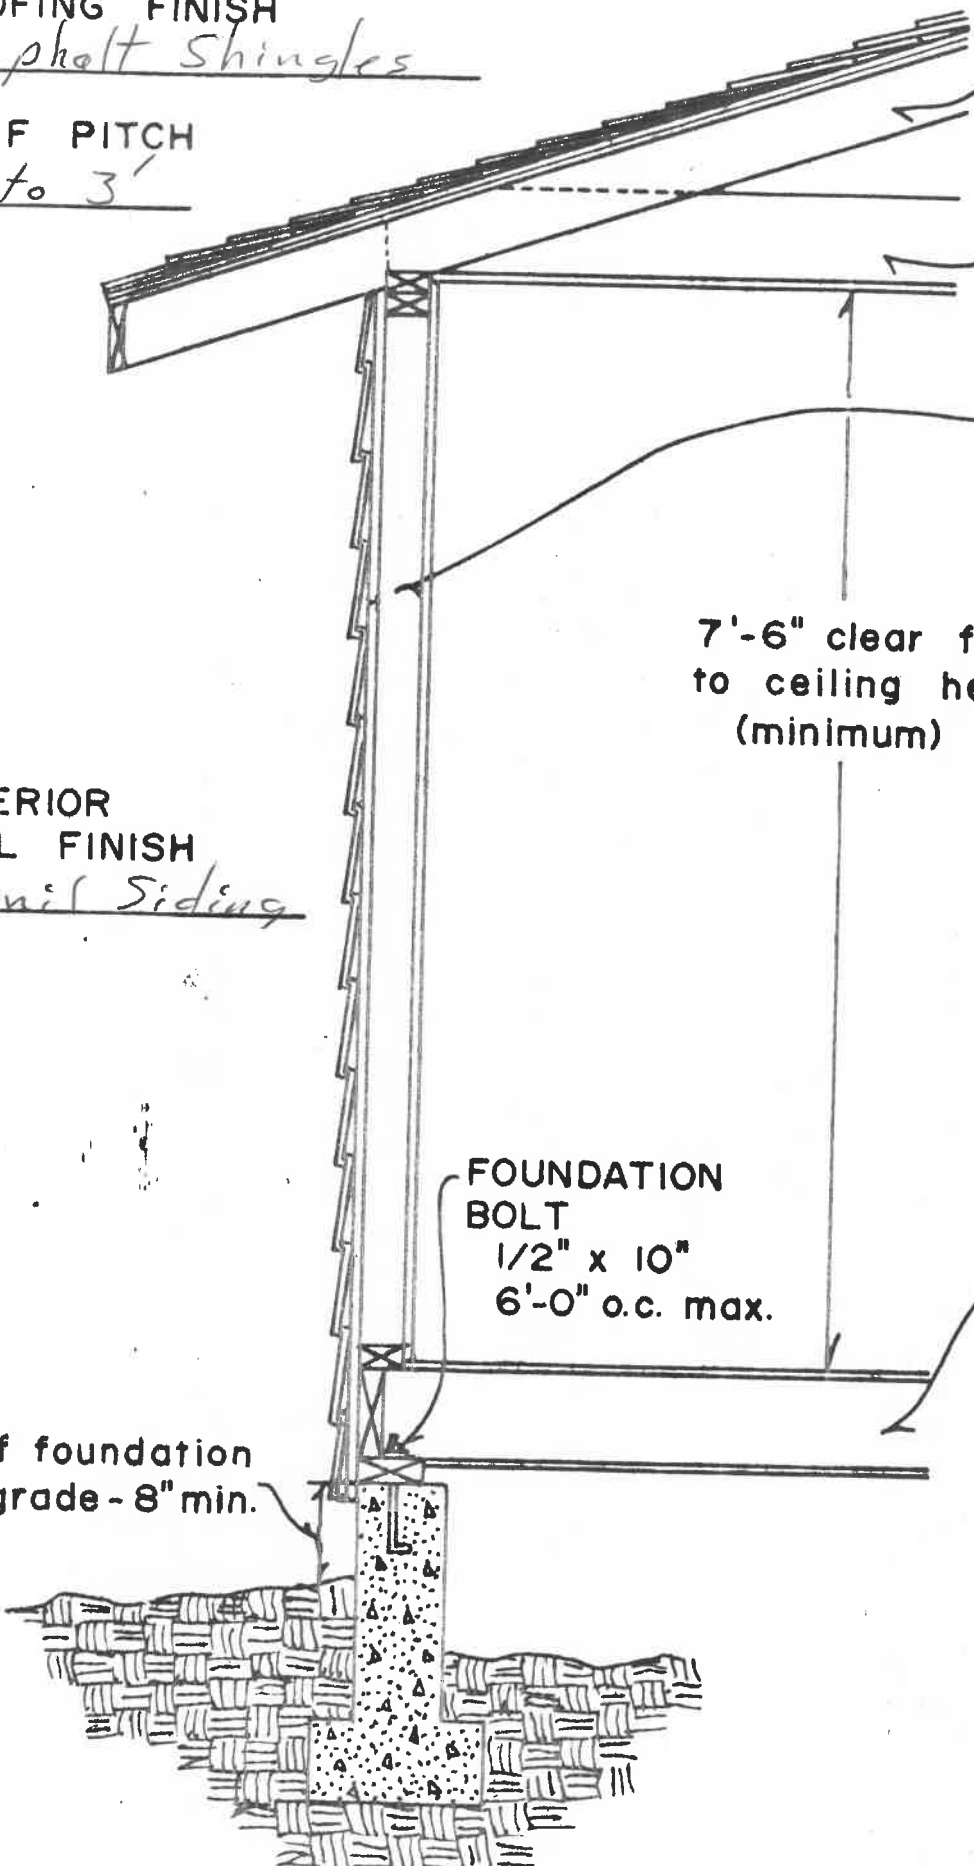 OFING FINISH
phalt Shingles
F PITCH
to 3'
7'-6" clear f
to ceiling he
(minimum)
ERIOR
L FINISH
nil Siding
FOUNDATION
BOLT
1/2" x 10"
6'-0" o.c. max.
f foundation
grade - 8" min.